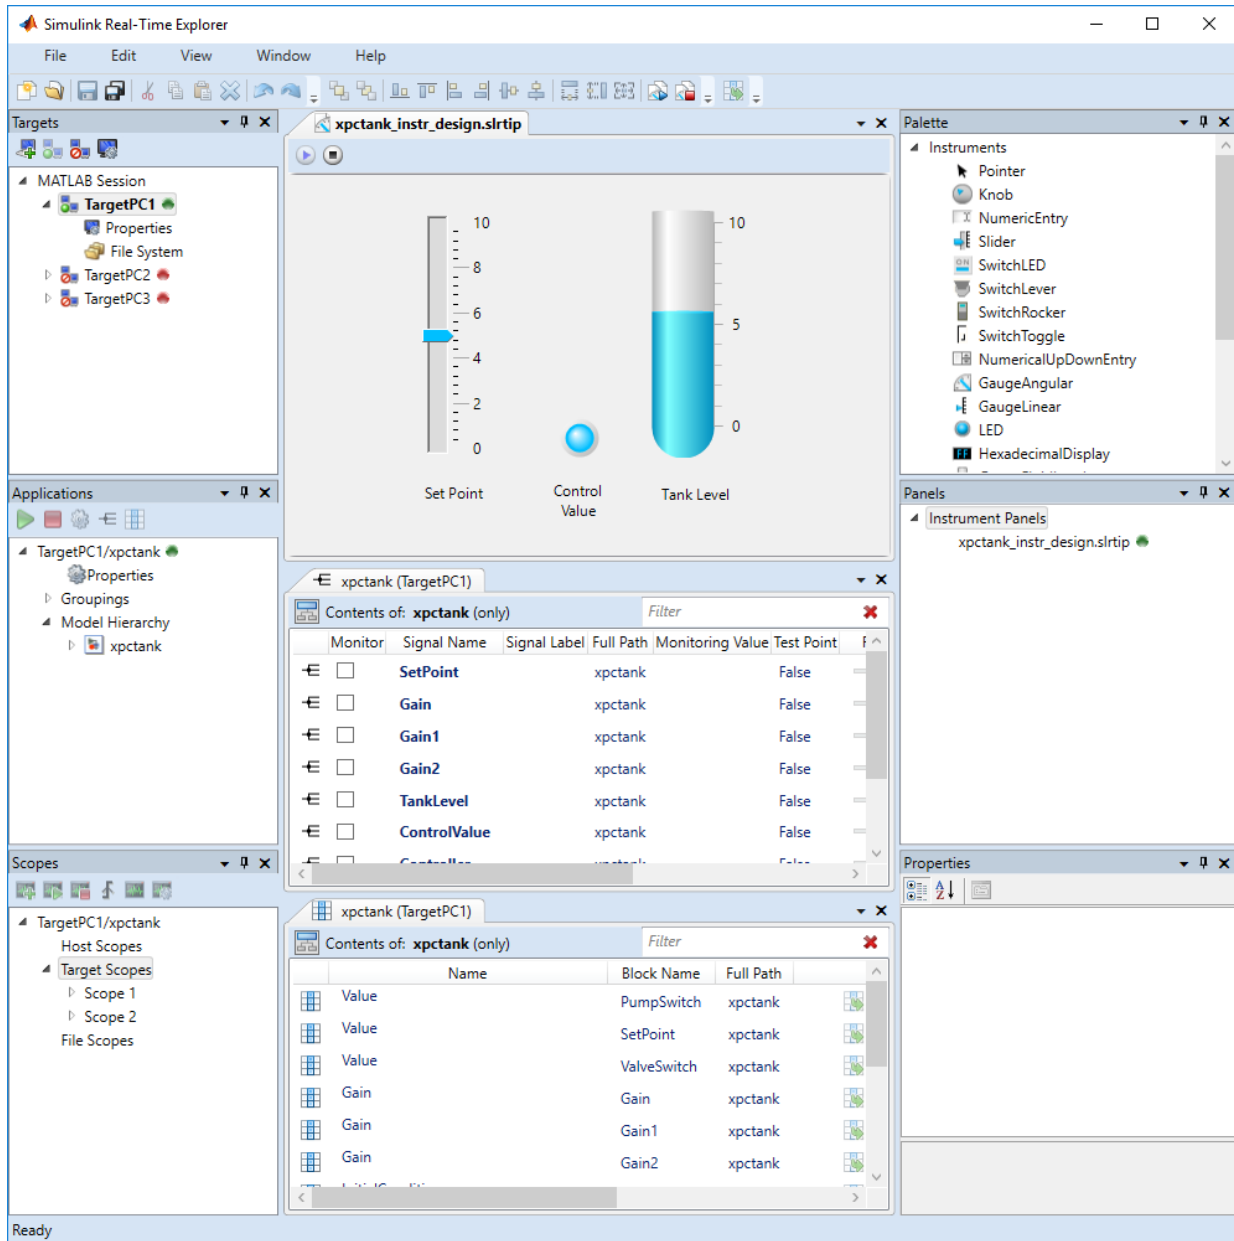 Simulink Real-Time Explorer
File Edit View Window Help
Targets
MATLAB Session
TargetPC1
Properties
File System
TargetPC2
TargetPC3
Applications
TargetPC1/xpctank
Properties
Groupings
Model Hierarchy
xpctank
Scopes
TargetPC1/xpctank
Host Scopes
Target Scopes
Scope 1
Scope 2
File Scopes
xpctank_instr_design.slrtip
10
8
6
4
2
0
Set Point
Control
Value
10
5
0
Tank Level
xpctank (TargetPC1)
Contents of: xpctank (only) Filter
Monitor Signal Name Signal Label Full Path Monitoring Value Test Point
SetPoint xpctank False
Gain xpctank False
Gain1 xpctank False
Gain2 xpctank False
TankLevel xpctank False
ControlValue xpctank False
xpctank (TargetPC1)
Contents of: xpctank (only) Filter
Name Block Name Full Path
Value PumpSwitch xpctank
Value SetPoint xpctank
Value ValveSwitch xpctank
Gain Gain xpctank
Gain Gain1 xpctank
Gain Gain2 xpctank
Palette
Instruments
Pointer
Knob
NumericEntry
Slider
SwitchLED
SwitchLever
SwitchRocker
SwitchToggle
NumericalUpDownEntry
GaugeAngular
GaugeLinear
LED
HexadecimalDisplay
Panels
Instrument Panels
xpctank_instr_design.slrtip
Properties
Ready